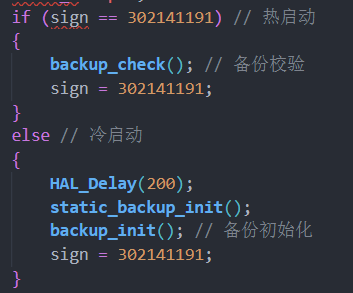 if (sign == 302141191) // 热启动
{
backup_check(); // 备份校验
sign = 302141191;
}
else // 冷启动
{
HAL_Delay(200);
static_backup_init();
backup_init(); // 备份初始化
sign = 302141191;
}